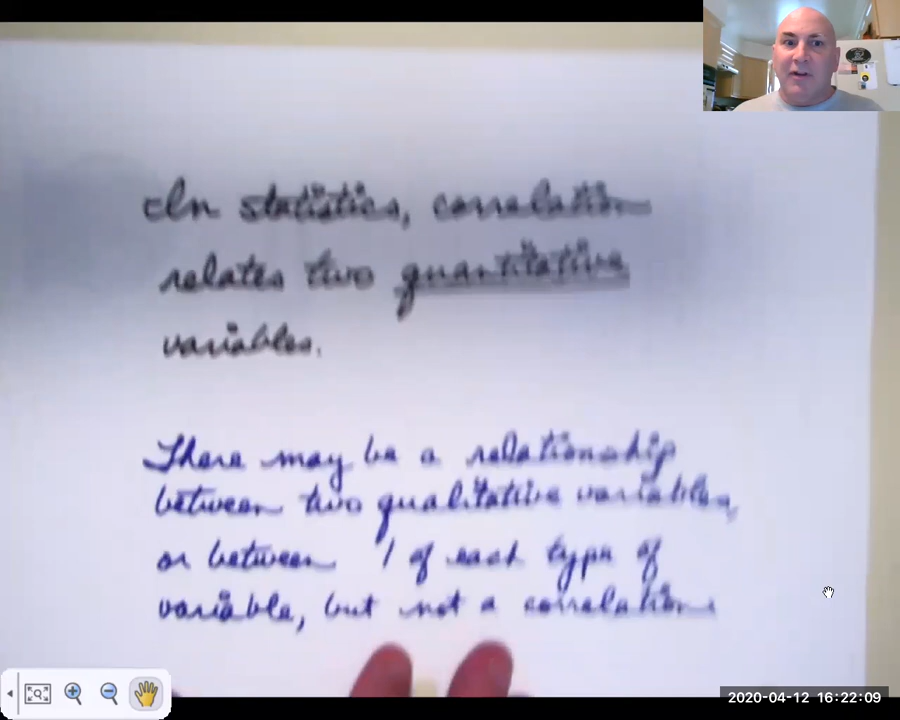 In statistics, correlation
relates two quantitative
variables.
There may be a relationship
between two qualitative variables,
or between 1 of each type of
variable, but not a correlation
2020-04-12 16:22:09